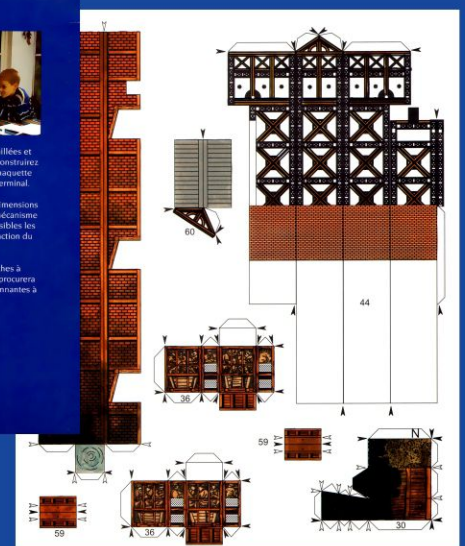 illées et
onstruirez
aquette
erminal.
imensions
écanisme
sibles les
ction du
hes à
procurera
nnantes à
60
44
36
59
N
30
59
36